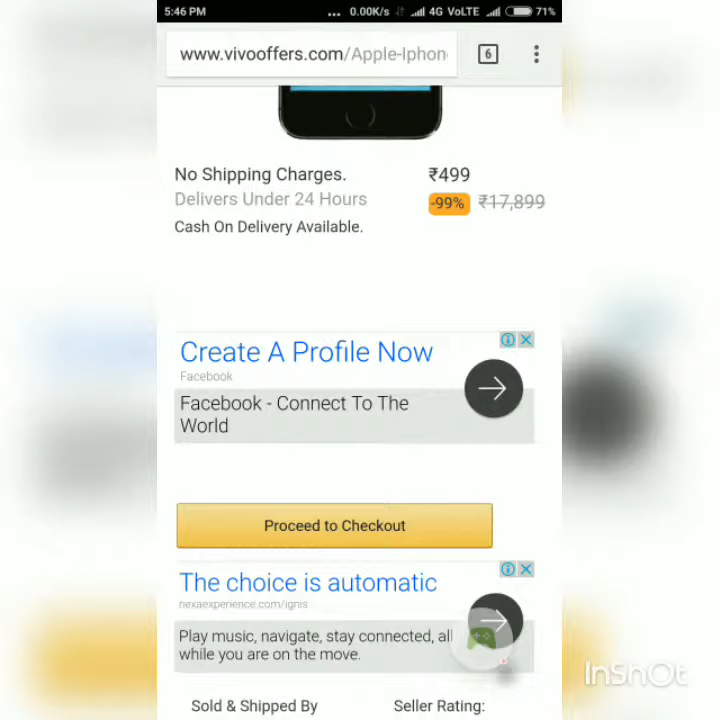 5:46 PM ... 0.00K/s 4G VoLTE 71%
www.vivooffers.com/Apple-Iphon 6
No Shipping Charges. ₹499
Delivers Under 24 Hours -99% ₹17,899
Cash On Delivery Available.
Create A Profile Now
Facebook
Facebook - Connect To The
World
Proceed to Checkout
The choice is automatic
nexaexperience.com/ignis
Play music, navigate, stay connected, all
while you are on the move.
InShOt
Sold & Shipped By Seller Rating: